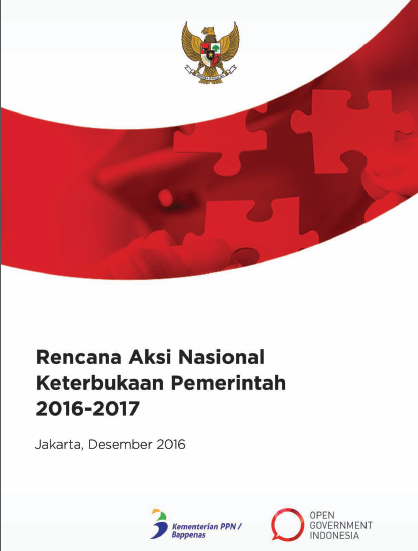 Rencana Aksi Nasional
Keterbukaan Pemerintah
2016-2017
Jakarta, Desember 2016
Kementerian PPN /
Bappenas
OPEN
GOVERNMENT
INDONESIA